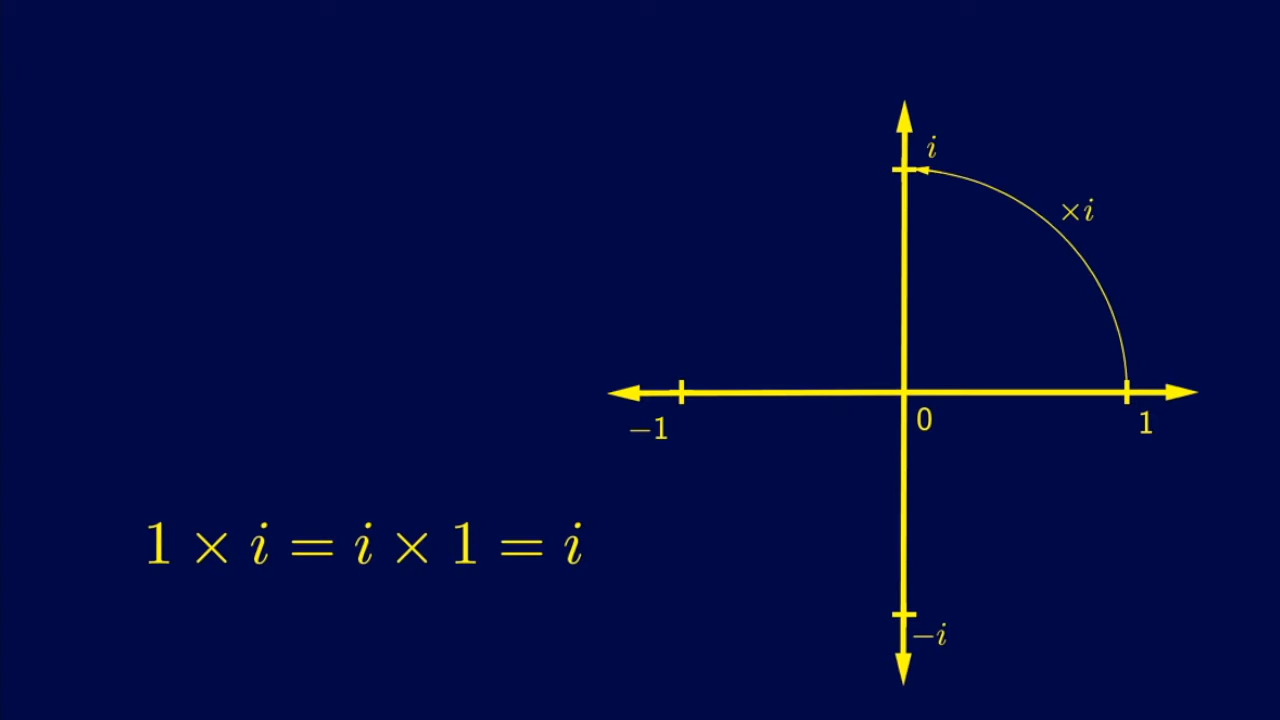 i
×i
−1
0
1
1 × i = i × 1 = i
−i